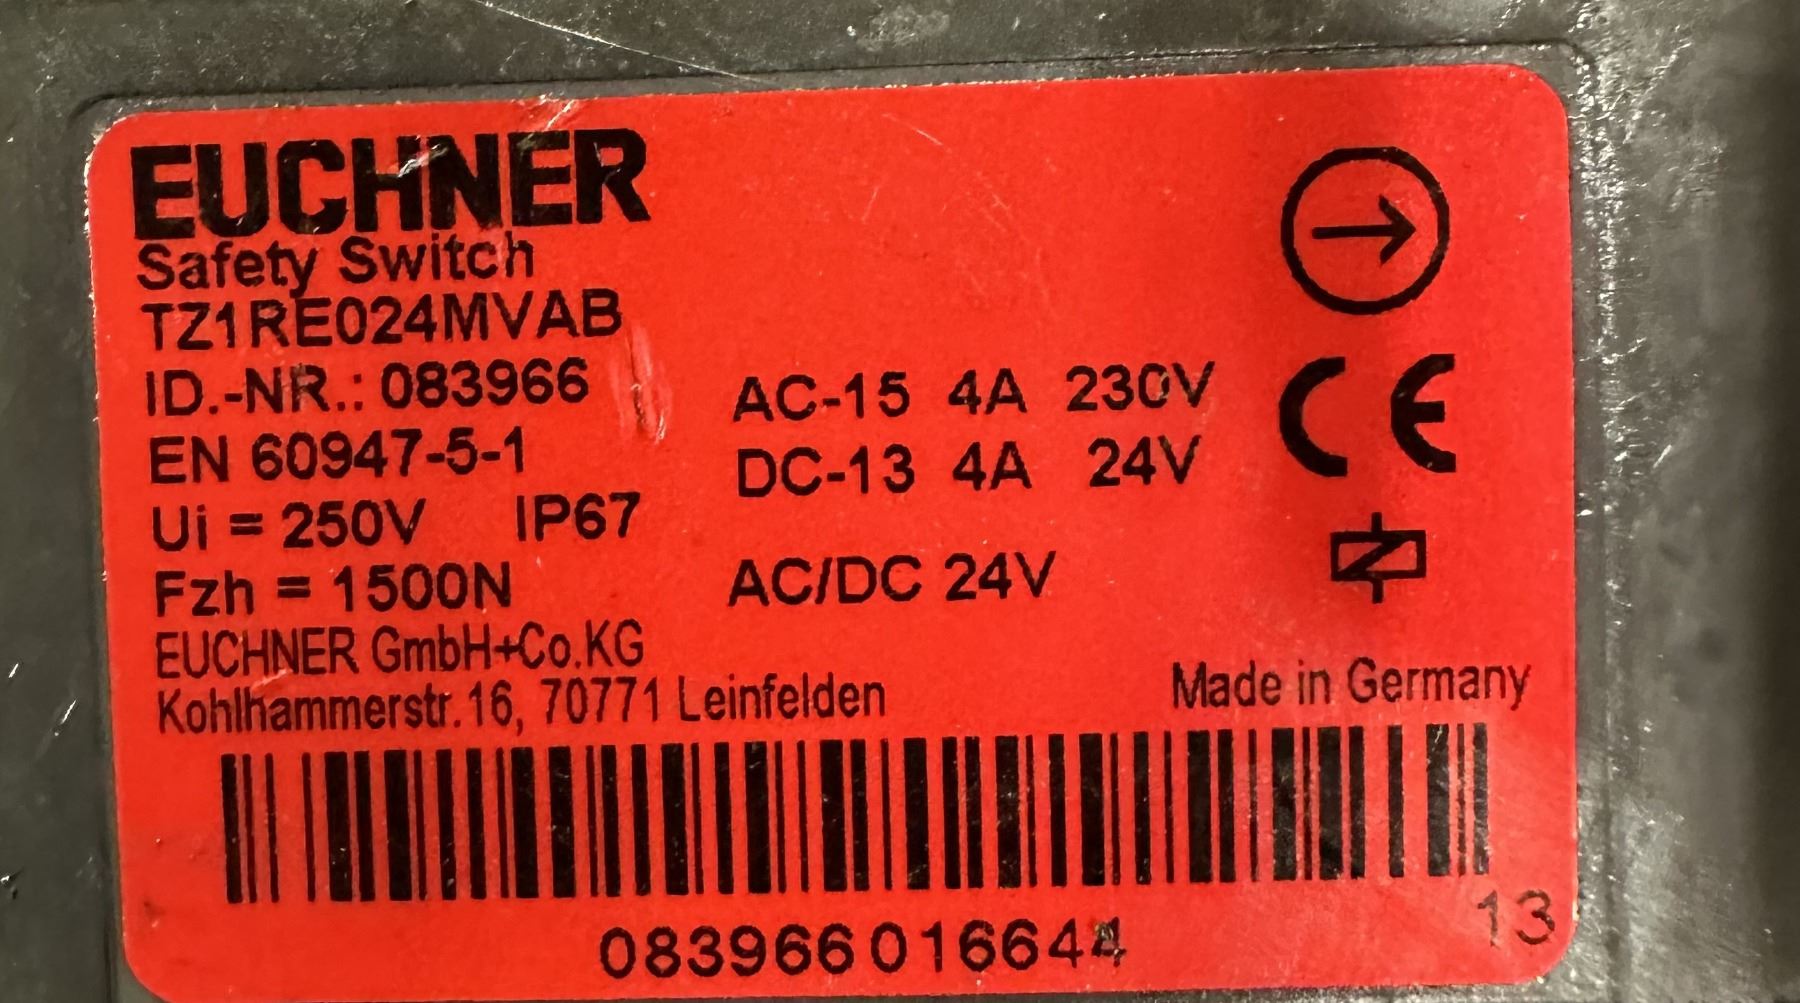 EUCHNER
Safety Switch
TZ1RE024MVAB
ID.-NR.: 083966
EN 60947-5-1
Ui = 250V IP67
Fzh = 1500N
AC-15 4A 230V
DC-13 4A 24V
AC/DC 24V
CE
EUCHNER GmbH+Co.KG
Kohlhammerstr. 16, 70771 Leinfelden
Made in Germany
083966016644
13